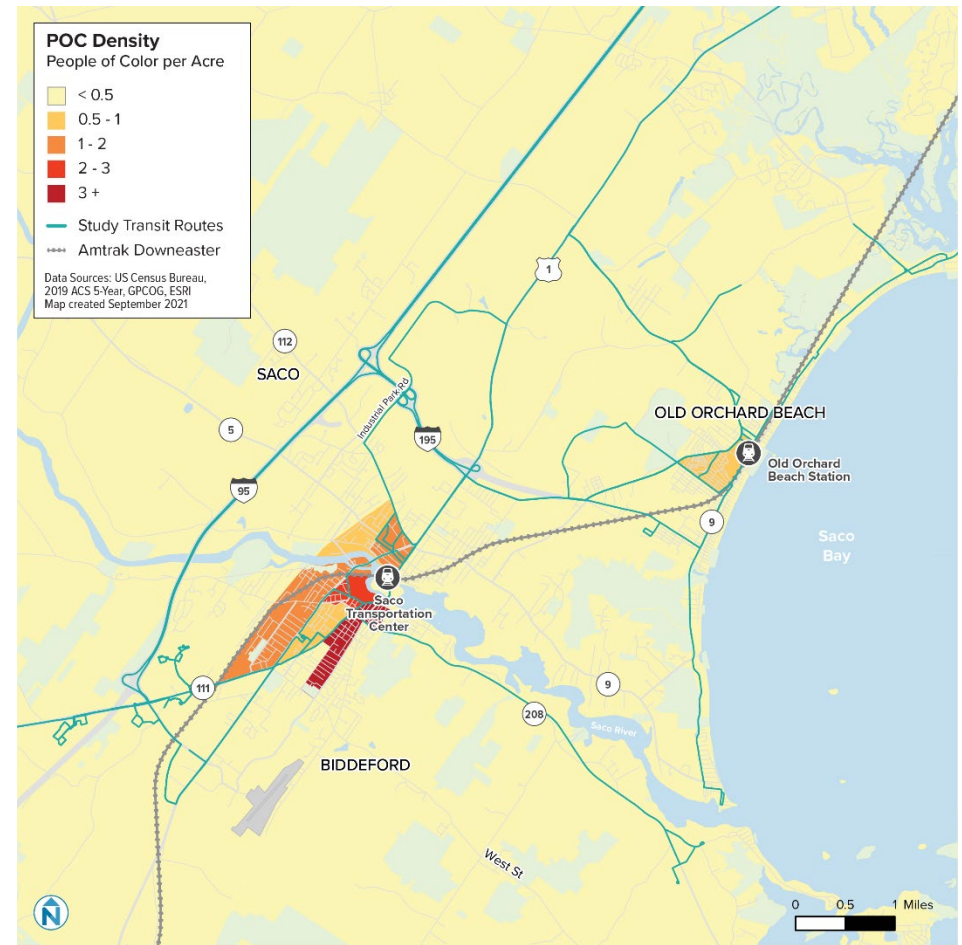 POC Density
People of Color per Acre
< 0.5
0.5 - 1
1 - 2
2 - 3
3 +
Study Transit Routes
Amtrak Downeaster
Data Sources: US Census Bureau,
2019 ACS 5-Year, GPCOG, ESRI
Map created September 2021
1
112
SACO
Industrial Park Rd
5
195
OLD ORCHARD BEACH
Old Orchard
Beach Station
95
9
Saco
Bay
Saco
Transportation
Center
111
9
208
Saco River
BIDDEFORD
West St
N
0 0.5 1 Miles